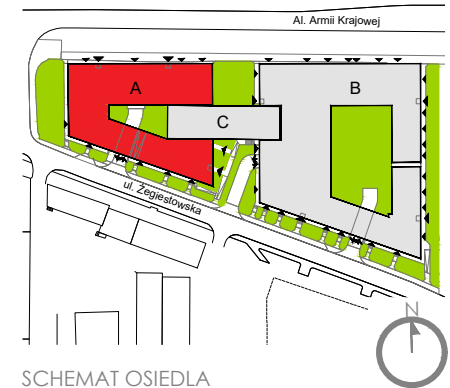 Al. Armii Krajowej
A
B
C
ul. Żegiestowska
N
SCHEMAT OSIEDLA